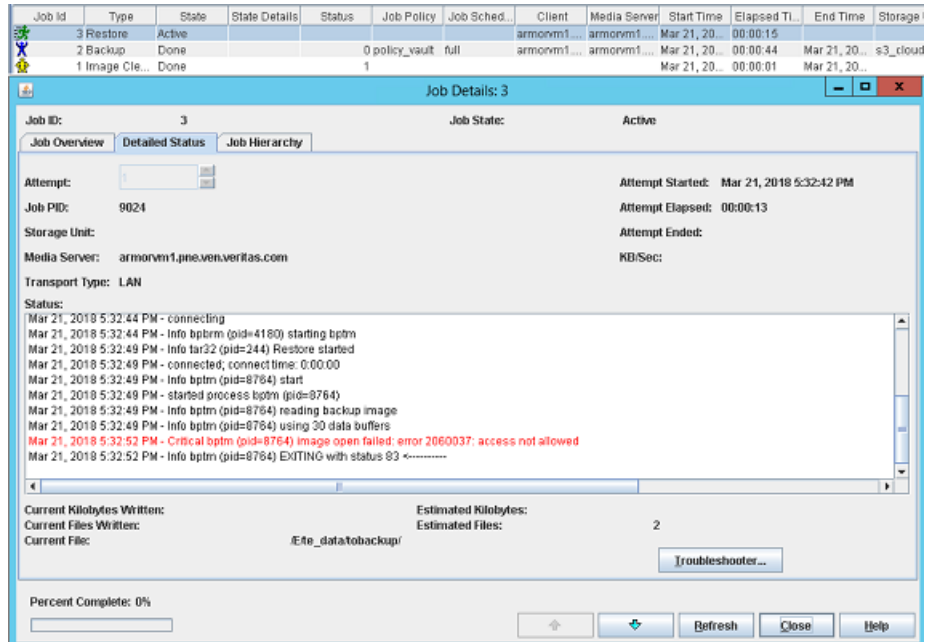 Job Id Type State State Details Status Job Policy Job Sched... Client Media Server Start Time Elapsed Ti... End Time Storage
3 Restore Active armorvm1.... armorvm1.... Mar 21, 20... 00:00:15
2 Backup Done 0 policy_vault full armorvm1.... armorvm1.... Mar 21, 20... 00:00:44 Mar 21, 20... s3_cloud
1 Image Cle... Done 1 Mar 21, 20... 00:00:01 Mar 21, 20...
Job Details: 3
Job ID: 3 Job State: Active
Job Overview Detailed Status Job Hierarchy
Attempt: 1 Attempt Started: Mar 21, 2018 5:32:42 PM
Job PID: 9024 Attempt Elapsed: 00:00:13
Storage Unit: Attempt Ended:
Media Server: armorvm1.pne.ven.veritas.com KB/Sec:
Transport Type: LAN
Status:
Mar 21, 2018 5:32:44 PM - connecting
Mar 21, 2018 5:32:44 PM - Info bpbrm (pid=4180) starting bptm
Mar 21, 2018 5:32:49 PM - Info tar32 (pid=244) Restore started
Mar 21, 2018 5:32:49 PM - connected; connect time: 0:00:00
Mar 21, 2018 5:32:49 PM - Info bptm (pid=8764) start
Mar 21, 2018 5:32:49 PM - started process bptm (pid=8764)
Mar 21, 2018 5:32:49 PM - Info bptm (pid=8764) reading backup image
Mar 21, 2018 5:32:49 PM - Info bptm (pid=8764) using 30 data buffers
Mar 21, 2018 5:32:52 PM - Critical bptm (pid=8764) image open failed: error 2060037: access not allowed
Mar 21, 2018 5:32:52 PM - Info bptm (pid=8764) EXITING with status 83 <----------
Current Kilobytes Written: Estimated Kilobytes:
Current Files Written: Estimated Files: 2
Current File: /E/te_data/tobackup/
Troubleshooter...
Percent Complete: 0%
Refresh Close Help